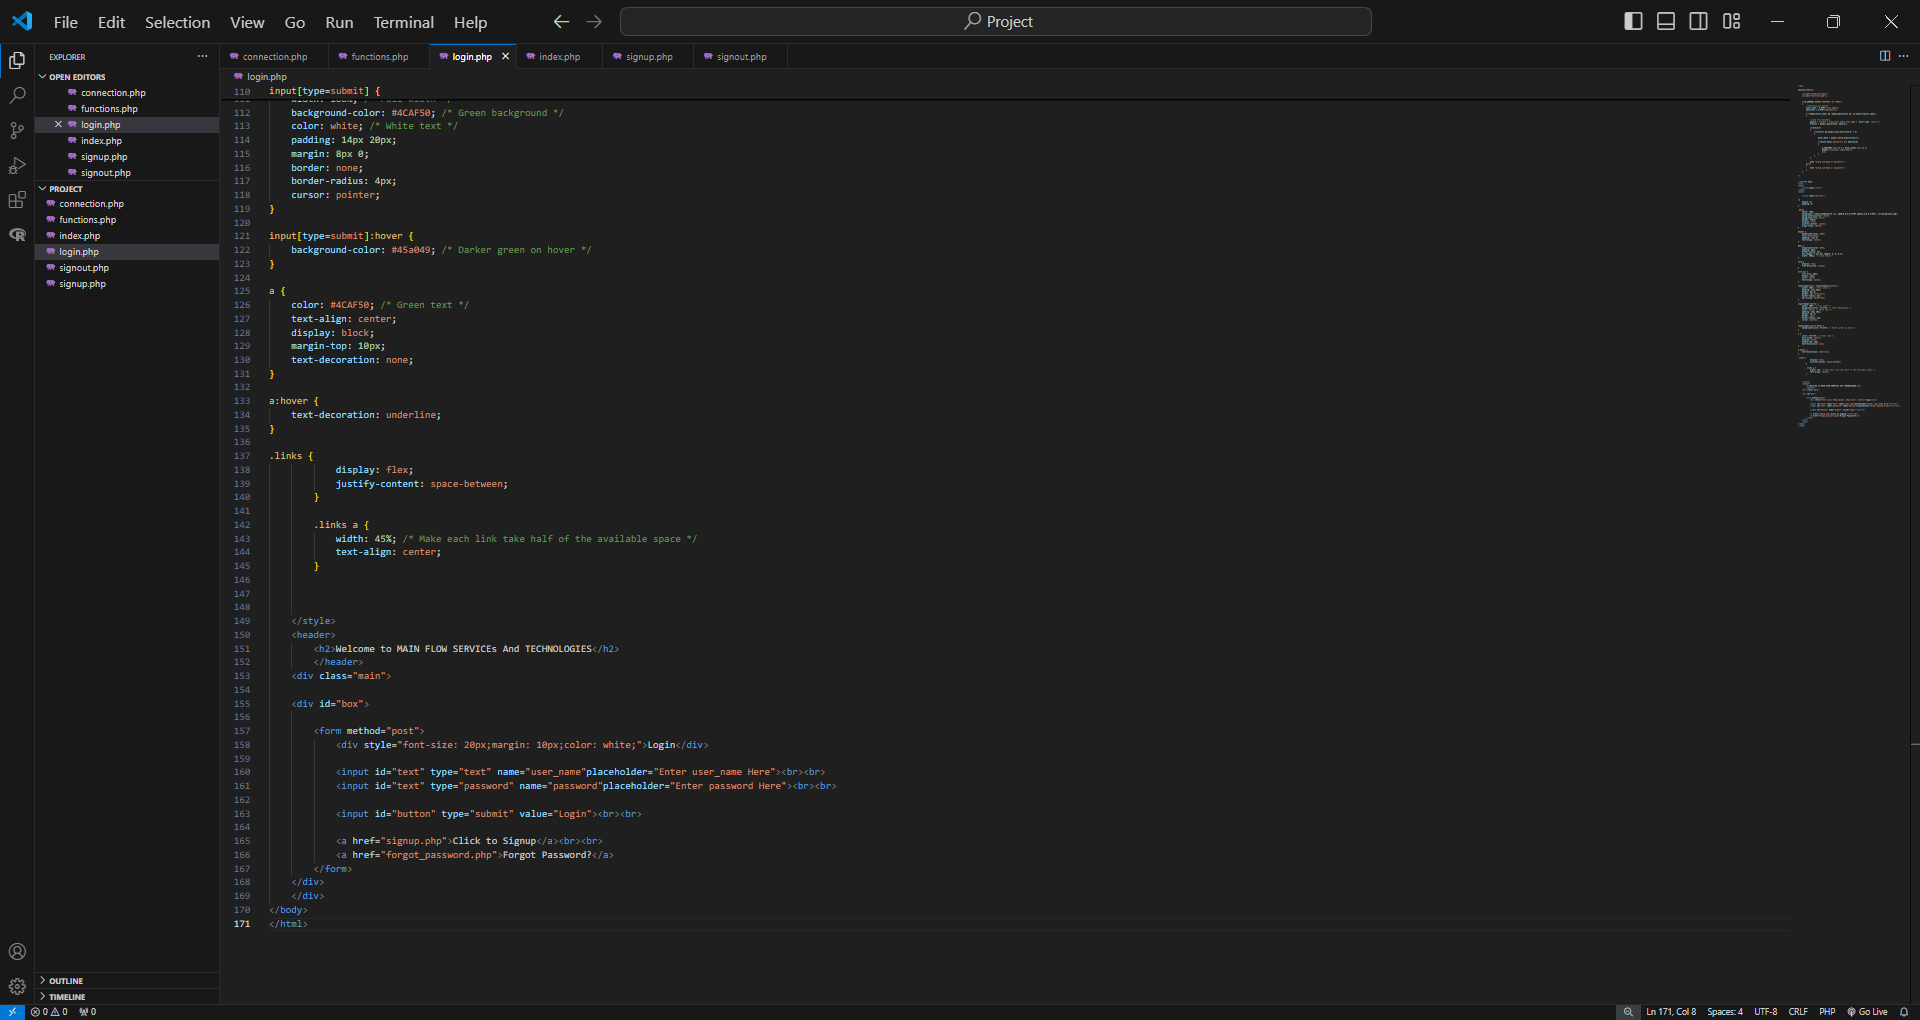 File Edit Selection View Go Run Terminal Help
Project
EXPLORER
OPEN EDITORS
connection.php
functions.php
login.php
index.php
signup.php
signout.php
PROJECT
connection.php
functions.php
index.php
login.php
signout.php
signup.php
OUTLINE
TIMELINE
connection.php functions.php login.php index.php signup.php signout.php
login.php
110 input[type=submit] {
112 background-color: #4CAF50; /* Green background */
113 color: white; /* White text */
114 padding: 14px 20px;
115 margin: 8px 0;
116 border: none;
117 border-radius: 4px;
118 cursor: pointer;
119 }
120
121 input[type=submit]:hover {
122 background-color: #45a049; /* Darker green on hover */
123 }
124
125 a {
126 color: #4CAF50; /* Green text */
127 text-align: center;
128 display: block;
129 margin-top: 10px;
130 text-decoration: none;
131 }
132
133 a:hover {
134 text-decoration: underline;
135 }
136
137 .links {
138 display: flex;
139 justify-content: space-between;
140 }
141
142 .links a {
143 width: 45%; /* Make each link take half of the available space */
144 text-align: center;
145 }
146
147
148
149 </style>
150 <header>
151 <h2>Welcome to MAIN FLOW SERVICEs And TECHNOLOGIES</h2>
152 </header>
153 <div class="main">
154
155 <div id="box">
156
157 <form method="post">
158 <div style="font-size: 20px;margin: 10px;color: white;">Login</div>
159
160 <input id="text" type="text" name="user_name"placeholder="Enter user_name Here"><br><br>
161 <input id="text" type="password" name="password"placeholder="Enter password Here"><br><br>
162
163 <input id="button" type="submit" value="Login"><br><br>
164
165 <a href="signup.php">Click to Signup</a><br><br>
166 <a href="forgot_password.php">Forgot Password?</a>
167 </form>
168 </div>
169 </div>
170 </body>
171 </html>
0 0 0
Ln 171, Col 8 Spaces: 4 UTF-8 CRLF PHP Go Live